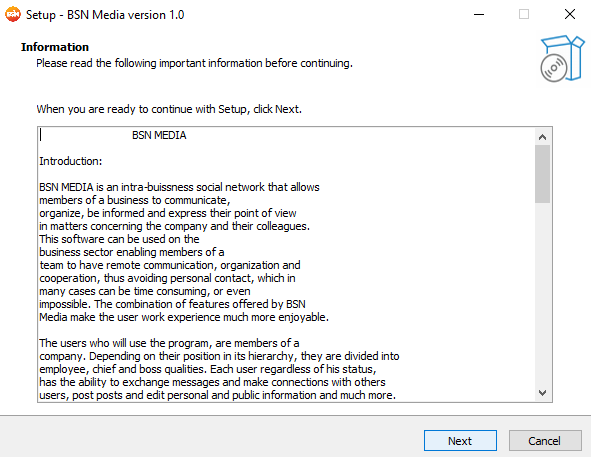 BSN Setup - BSN Media version 1.0
Information
Please read the following important information before continuing.
When you are ready to continue with Setup, click Next.
BSN MEDIA
Introduction:
BSN MEDIA is an intra-buissness social network that allows
members of a business to communicate,
organize, be informed and express their point of view
in matters concerning the company and their colleagues.
This software can be used on the
business sector enabling members of a
team to have remote communication, organization and
cooperation, thus avoiding personal contact, which in
many cases can be time consuming, or even
impossible. The combination of features offered by BSN
Media make the user work experience much more enjoyable.
The users who will use the program, are members of a
company. Depending on their position in its hierarchy, they are divided into
employee, chief and boss qualities. Each user regardless of his status,
has the ability to exchange messages and make connections with others
users, post posts and edit personal and public information and much more.
Next Cancel